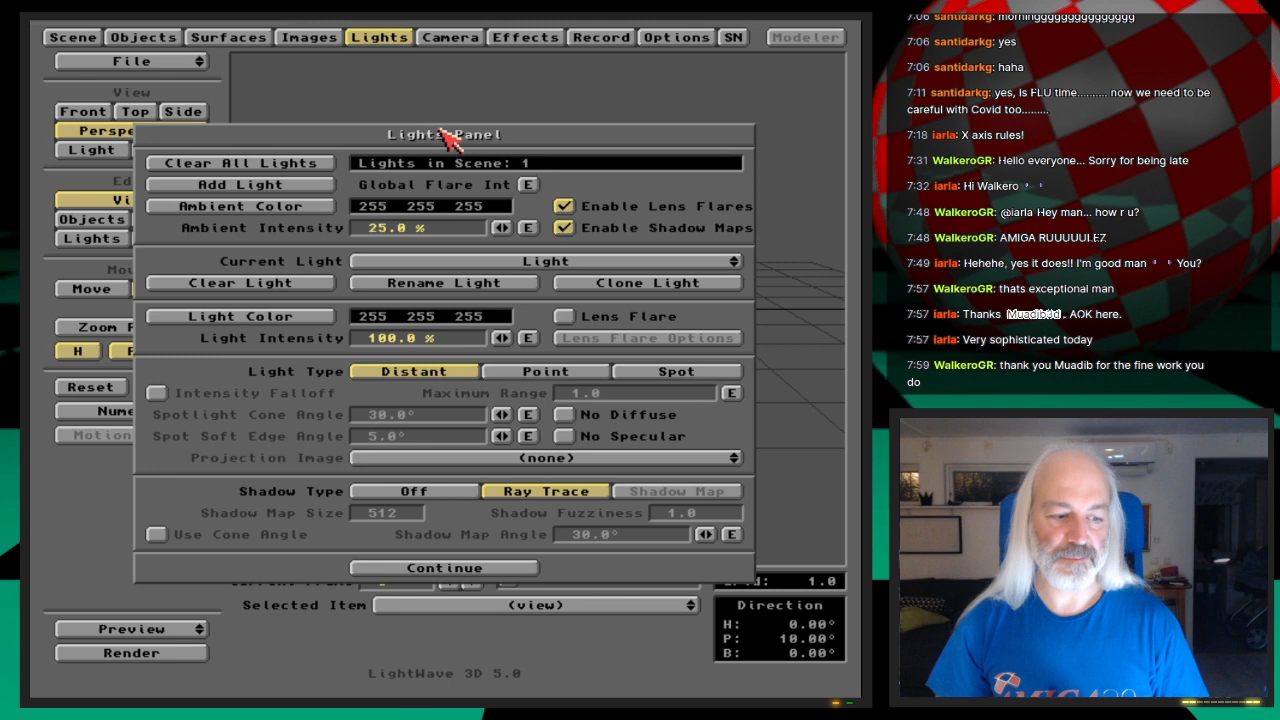 Scene Objects Surfaces Images Lights Camera Effects Record Options SN Modeler
File
View
Front Top Side
Light
Objects
Lights
Move
H
Reset
Motion
Lights Panel
Clear All Lights Lights in Scene: 1
Add Light Global Flare Int E
Ambient Color 255 255 255 Enable Lens Flares
Ambient Intensity 25.0 % E Enable Shadow Maps
Current Light Light
Clear Light Rename Light Clone Light
Light Color 255 255 255 Lens Flare
Light Intensity 100.0 % E Lens Flare Options
Light Type Distant Point Spot
Intensity Falloff Maximum Range 1.0 E
Spotlight Cone Angle 30.0° E No Diffuse
Spot Soft Edge Angle 5.0° E No Specular
Projection Image (none)
Shadow Type Off Ray Trace Shadow Map
Shadow Map Size 512 Shadow Fuzziness 1.0
Use Cone Angle Shadow Map Angle 30.0° E
Continue
1.0
Selected Item (view)
Direction
H: 0.00°
P: 10.00°
B: 0.00°
Preview
Render
LightWave 3D 5.0
7:06 santidarkg: morningggggggggggggggg
7:06 santidarkg: yes
7:06 santidarkg: haha
7:11 santidarkg: yes, is FLU time.......... now we need to be
careful with Covid too.........
7:18 iarla: X axis rules!
7:31 WalkeroGR: Hello everyone... Sorry for being late
7:32 iarla: Hi Walkero
7:48 WalkeroGR: @iarla Hey man... how r u?
7:48 WalkeroGR: AMIGA RUUUUULEZ
7:49 iarla: Hehehe, yes it does!! I'm good man You?
7:57 WalkeroGR: thats exceptional man
7:57 iarla: Thanks Muadib3d , AOK here.
7:57 iarla: Very sophisticated today
7:59 WalkeroGR: thank you Muadib for the fine work you
do